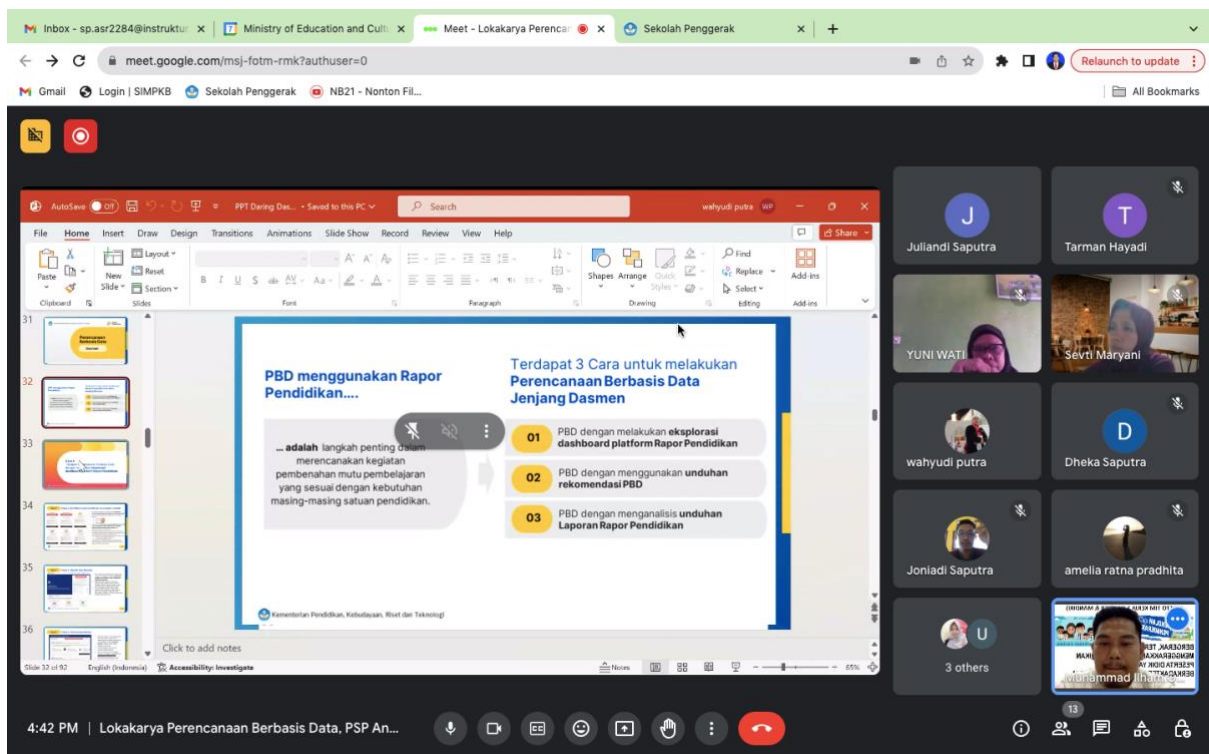 Inbox - sp.asr2284@instruktur
Ministry of Education and Cult
Meet - Lokakarya Perencan
Sekolah Penggerak
meet.google.com/msj-fotm-rmk?authuser=0
Relaunch to update
Gmail
Login | SIMPKB
Sekolah Penggerak
NB21 - Nonton Fil...
All Bookmarks
AutoSave Off
PPT Daring Das... • Saved to this PC
Search
wahyudi putra WP
File Home Insert Draw Design Transitions Animations Slide Show Record Review View Help
Share
Paste
New Slide
Layout
Reset
Section
Shapes Arrange Quick Styles
Find
Replace
Select
Add-ins
Clipboard Slides Font Paragraph Drawing Editing Add-ins
31
32
33
34
35
36
PBD menggunakan Rapor
Pendidikan....
... adalah langkah penting dalam
merencanakan kegiatan
pembenahan mutu pembelajaran
yang sesuai dengan kebutuhan
masing-masing satuan pendidikan.
Terdapat 3 Cara untuk melakukan
Perencanaan Berbasis Data
Jenjang Dasmen
01 PBD dengan melakukan eksplorasi
dashboard platform Rapor Pendidikan
02 PBD dengan menggunakan unduhan
rekomendasi PBD
03 PBD dengan menganalisis unduhan
Laporan Rapor Pendidikan
Kementerian Pendidikan, Kebudayaan, Riset dan Teknologi
Click to add notes
Slide 32 of 92 English (Indonesia) Accessibility: Investigate
Notes 65%
J
Juliandi Saputra
T
Tarman Hayadi
YUNI WATI
Sevti Maryani
wahyudi putra
D
Dheka Saputra
Joniadi Saputra
amelia ratna pradhita
U
3 others
4:42 PM | Lokakarya Perencanaan Berbasis Data, PSP An...
13